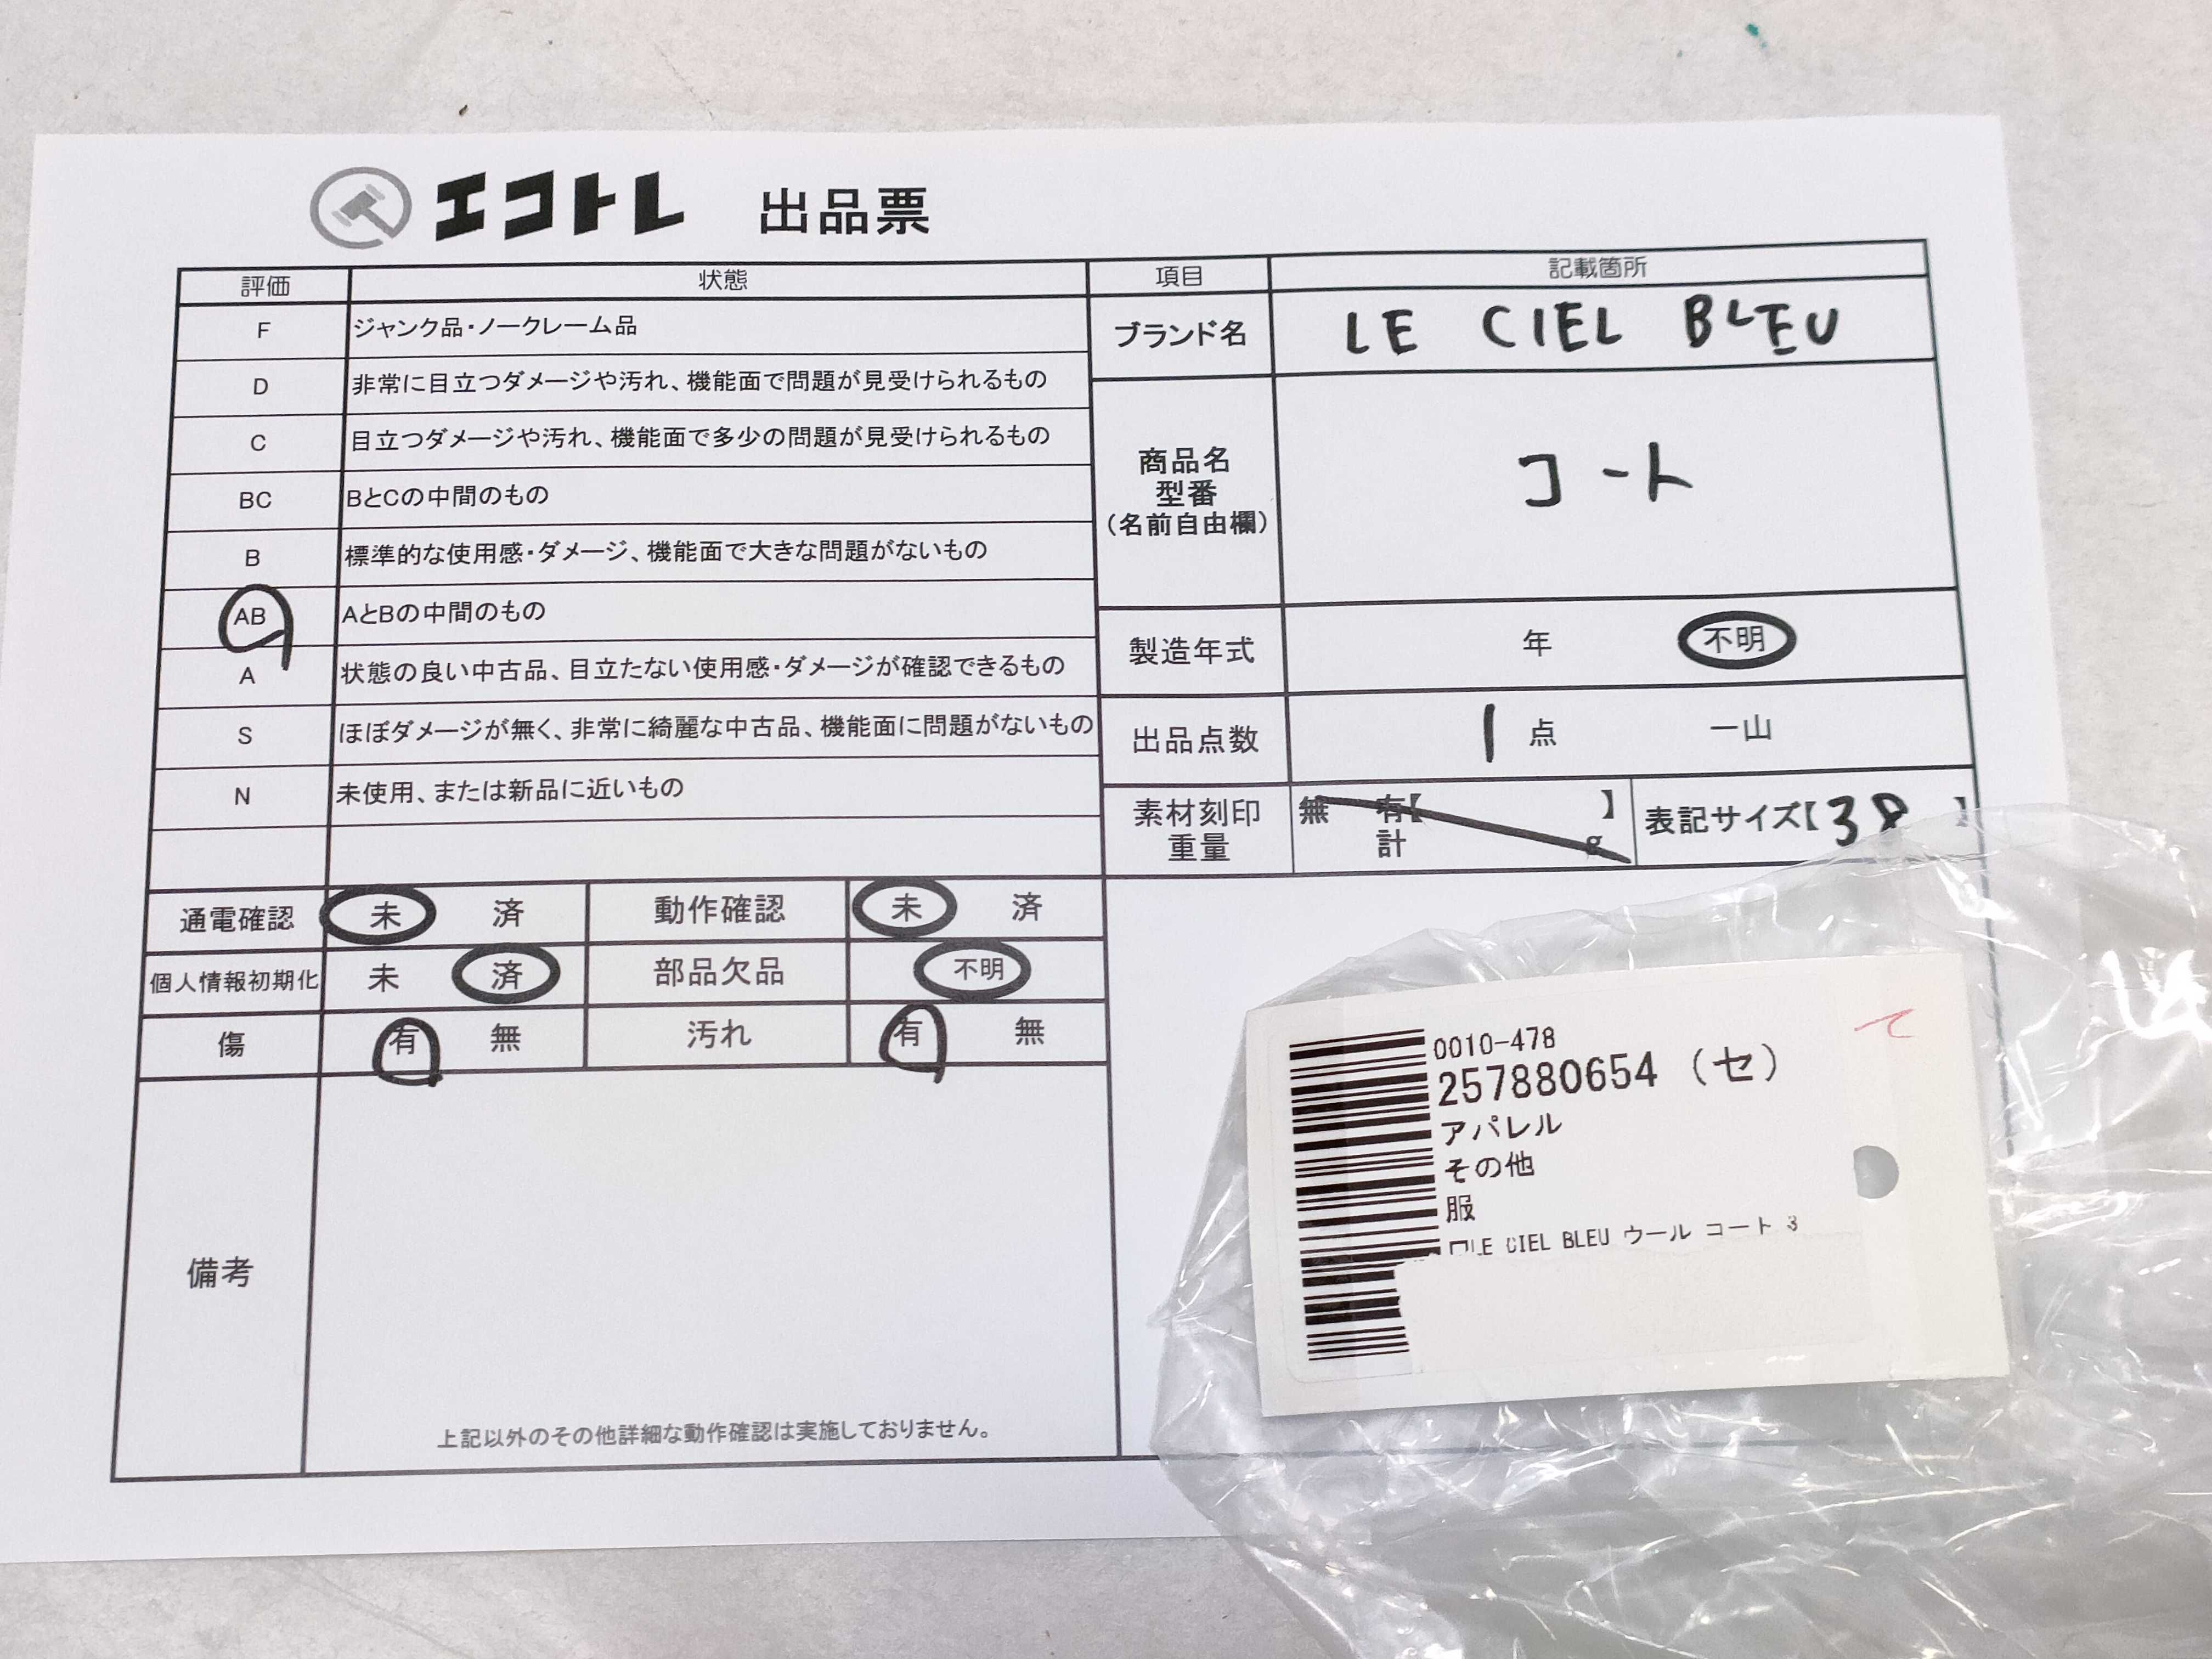 エコトレ 出品票
評価 状態 項目 記載箇所
F ジャンク品・ノークレーム品
D 非常に目立つダメージや汚れ、機能面で問題が見受けられるもの
C 目立つダメージや汚れ、機能面で多少の問題が見受けられるもの
BC BとCの中間のもの
B 標準的な使用感・ダメージ、機能面で大きな問題がないもの
AB AとBの中間のもの
A 状態の良い中古品、目立たない使用感・ダメージが確認できるもの
S ほぼダメージが無く、非常に綺麗な中古品、機能面に問題がないもの
N 未使用、または新品に近いもの
ブランド名 LE CIEL BLEU
商品名
型番
(名前自由欄)
コート
製造年式 年 不明
出品点数 1 点 一山
素材刻印
重量
無 有【 】
計 g
表記サイズ【38 】
通電確認 未 済 動作確認 未 済
個人情報初期化 未 済 部品欠品 不明
傷 有 無 汚れ 有 無
備考
上記以外のその他詳細な動作確認は実施しておりません。
0010-478
257880654 (セ)
アパレル
その他
服
LE CIEL BLEU ウール コート 3